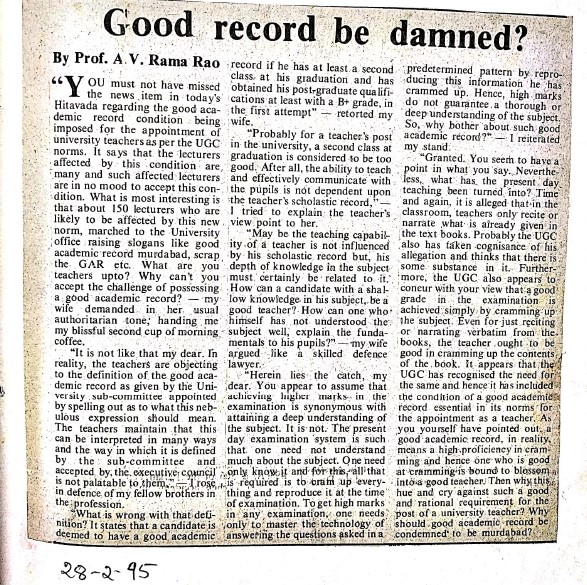 Good record be damned?
By Prof. A.V. Rama Rao
"YOU must not have missed
the news item in today's
Hitavada regarding the good aca-
demic record condition being
imposed for the appointment of
university teachers as per the UGC
norms. It says that the lecturers
affected by this condition are
many and such affected lecturers
are in no mood to accept this con-
dition. What is most interesting is
that about 150 lecturers who are
likely to be affected by this new
norm, marched to the University
office raising slogans like good
academic record murdabad, scrap
the GAR etc. What are you
teachers upto? Why can't you
accept the challenge of possessing
a good academic record? — my
wife demanded in her usual
authoritarian tone; handing me
my blissful second cup of morning
coffee.
"It is not like that my dear. In
reality, the teachers are objecting
to the definition of the good aca-
demic record as given by the Uni-
versity sub-committee appointed
by spelling out as to what this neb-
ulous expression should mean.
The teachers maintain that this
can be interpreted in many ways
and the way in which it is defined
by the sub-committee and
accepted by the executive council
is not palatable to them," — I rose
in defence of my fellow brothers in
the profession.
"What is wrong with that defi-
nition? It states that a candidate is
deemed to have a good academic
record if he has at least a second
class at his graduation and has
obtained his post-graduate qualifi-
cations at least with a B+ grade, in
the first attempt" — retorted my
wife.
"Probably for a teacher's post
in the university, a second class at
graduation is considered to be too
good. After all, the ability to teach
and effectively communicate with
the pupils is not dependent upon
the teacher's scholastic record,"—
I tried to explain the teacher's
view point to her.
"May be the teaching capabil-
ity of a teacher is not influenced
by his scholastic record but, his
depth of knowledge in the subject
must certainly be related to it.
How can a candidate with a shal-
low knowledge in his subject, be a
good teacher? How can one who
himself has not understood the
subject well, explain the funda-
mentals to his pupils?" — my wife
argued like a skilled defence
lawyer.
"Herein lies the catch, my
dear. You appear to assume that
achieving higher marks in the
examination is synonymous with
attaining a deep understanding of
the subject. It is not. The present
day examination system is such
that one need not understand
much about the subject. One need
only know it and for this, all that
is required is to cram up every-
thing and reproduce it at the time
of examination. To get high marks
in any examination, one needs
only to master the technology of
answering the questions asked in a
predetermined pattern by repro-
ducing this information he has
crammed up. Hence, high marks
do not guarantee a thorough or
deep understanding of the subject.
So, why bother about such good
academic record?" — I reiterated
my stand.
"Granted. You seem to have a
point in what you say. Neverthe-
less, what has the present day
teaching been turned into? Time
and again, it is alleged that in the
classroom, teachers only recite or
narrate what is already given in
the text books. Probably the UGC
also has taken cognisance of his
allegation and thinks that there is
some substance in it. Further-
more, the UGC also appears to
concur with your view that a good
grade in the examination is
achieved simply by cramming up
the subject. Even for just reciting
or narrating verbatim from the
books, the teacher ought to be
good in cramming up the contents
of the book. It appears that the
UGC has recognised the need for
the same and hence it has included
the condition of a good academic
record essential in its norms for
the appointment as a teacher. As
you yourself have pointed out, a
good academic record, in reality,
means a high proficiency in cram
ming and hence one who is good
at cramming is bound to blossom
into a good teacher. Then why this
hue and cry against such a good
and rational requirement for the
post of a university teacher? Why
should good academic record be
condemned to be murdabad?
28-2-95